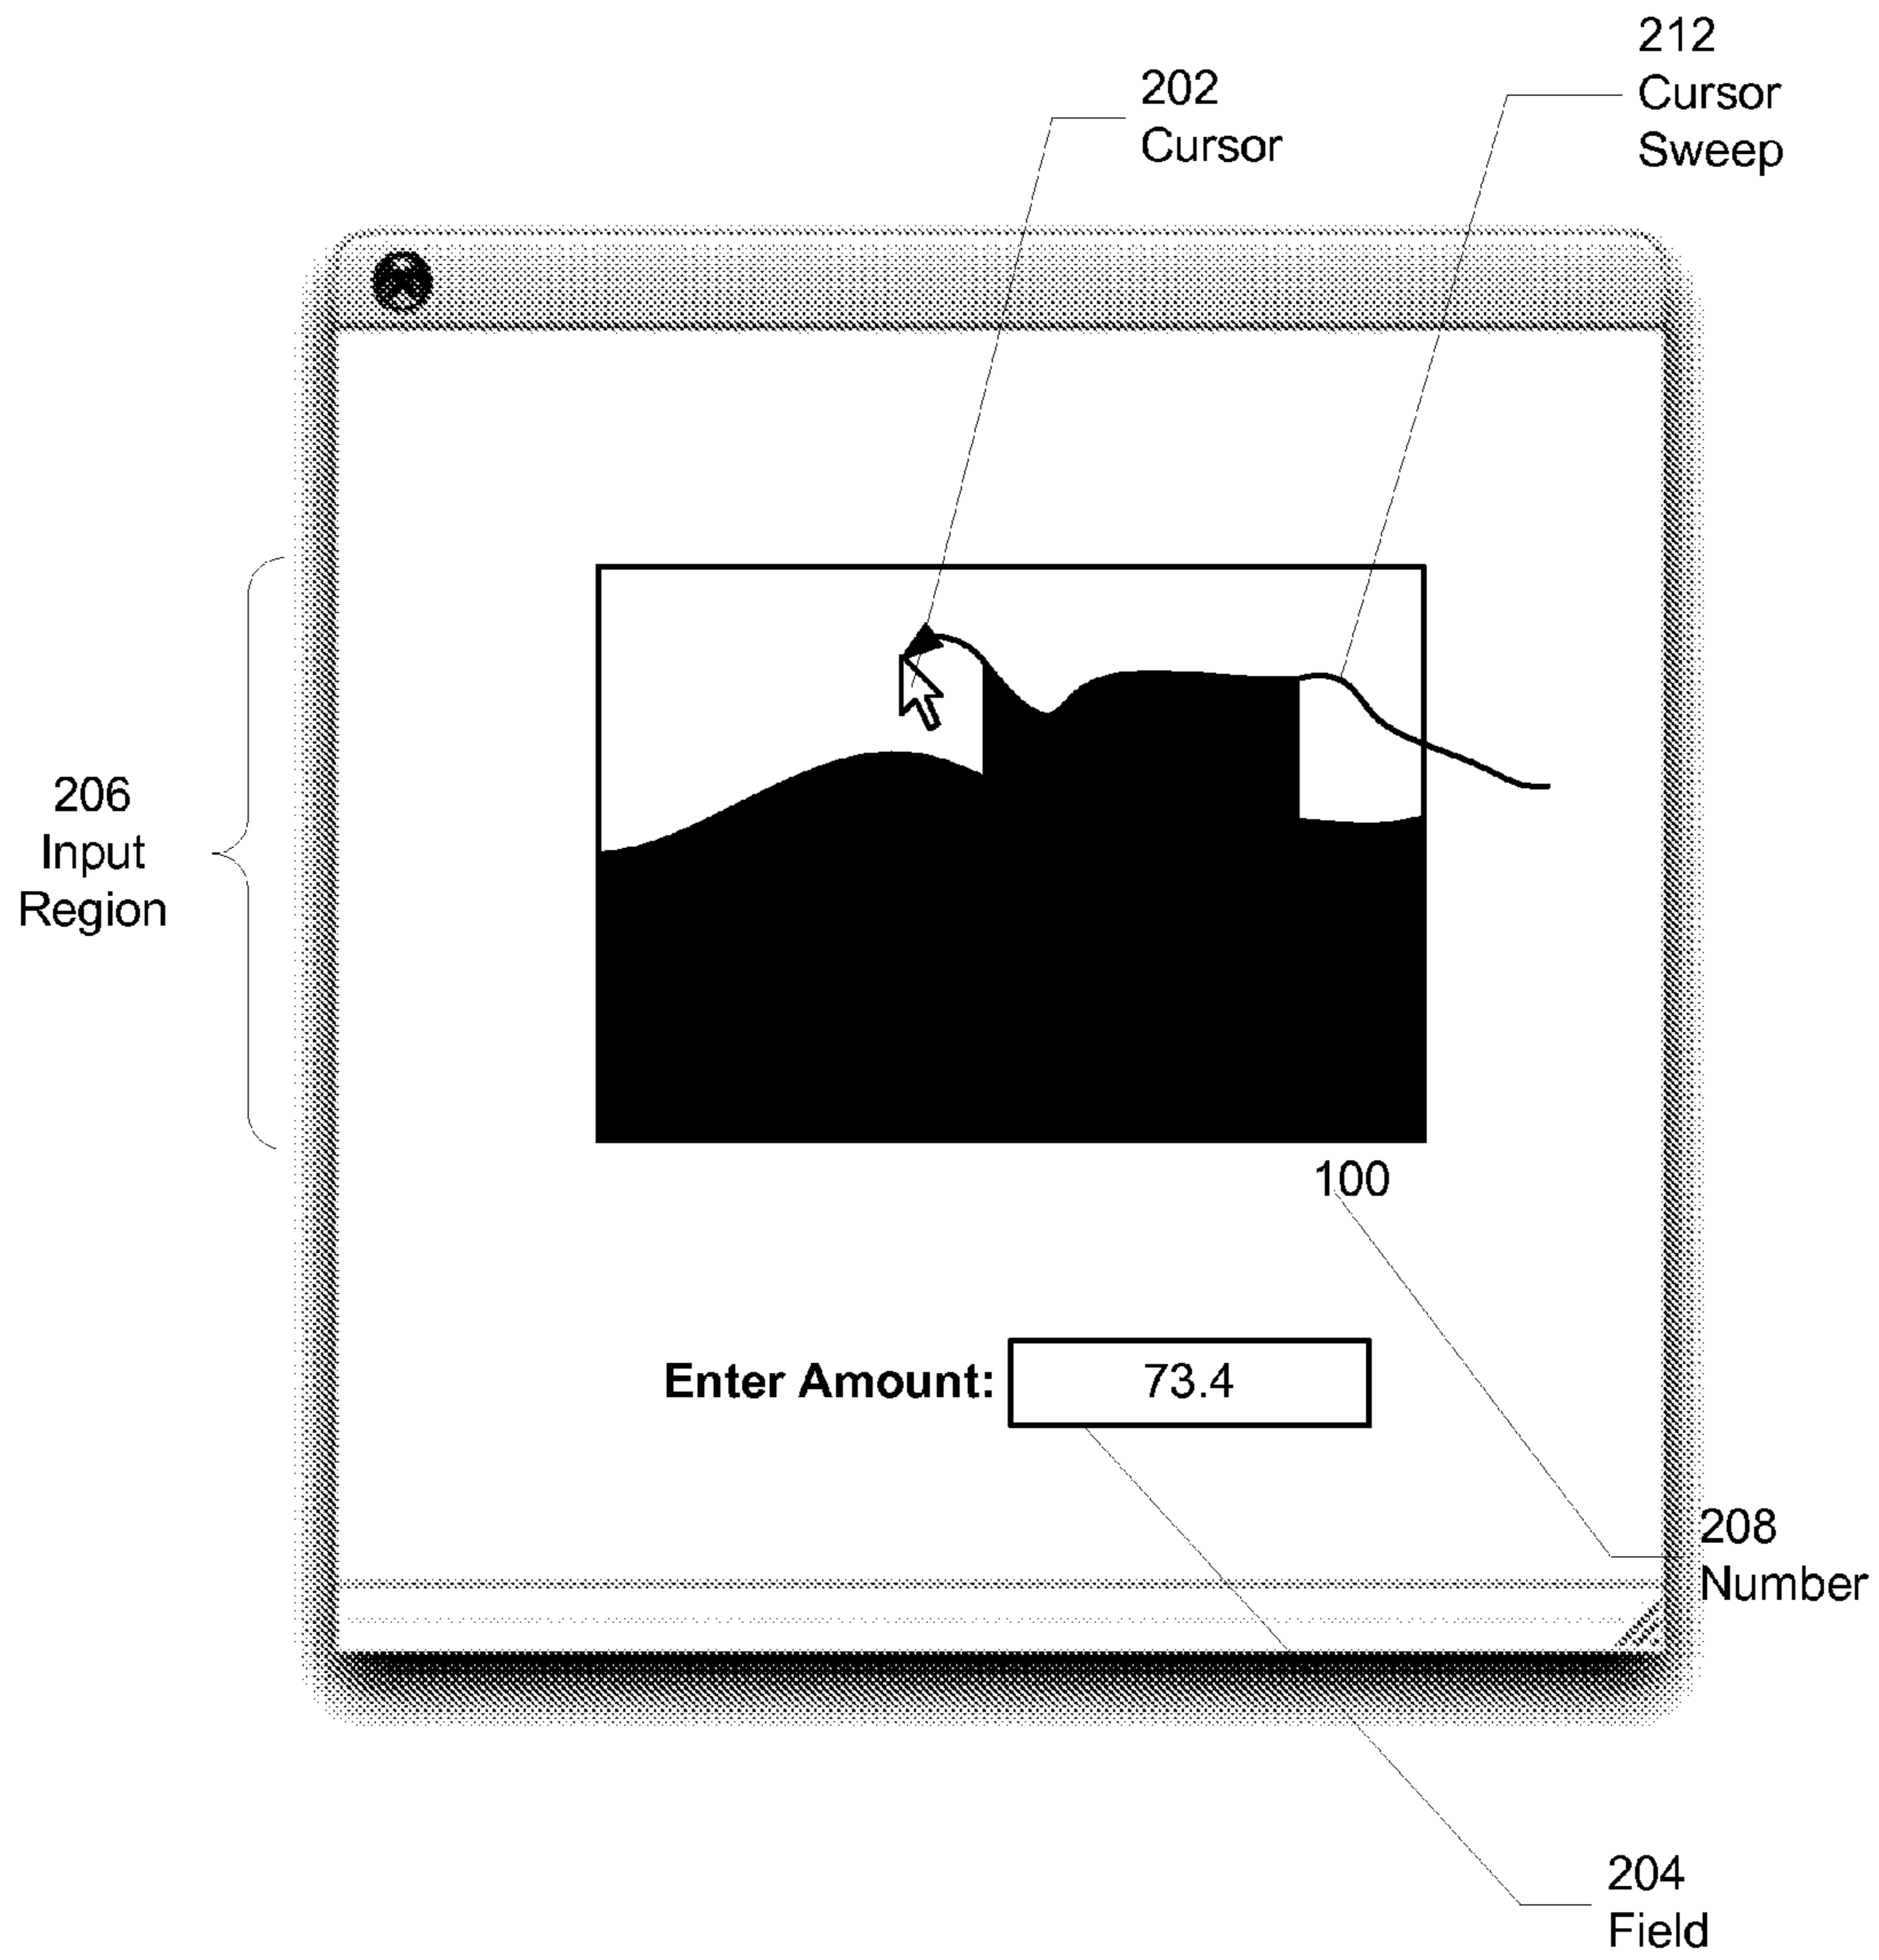 212
Cursor
Sweep
202
Cursor
206
Input
Region
100
Enter Amount: 73.4
208
Number
204
Field